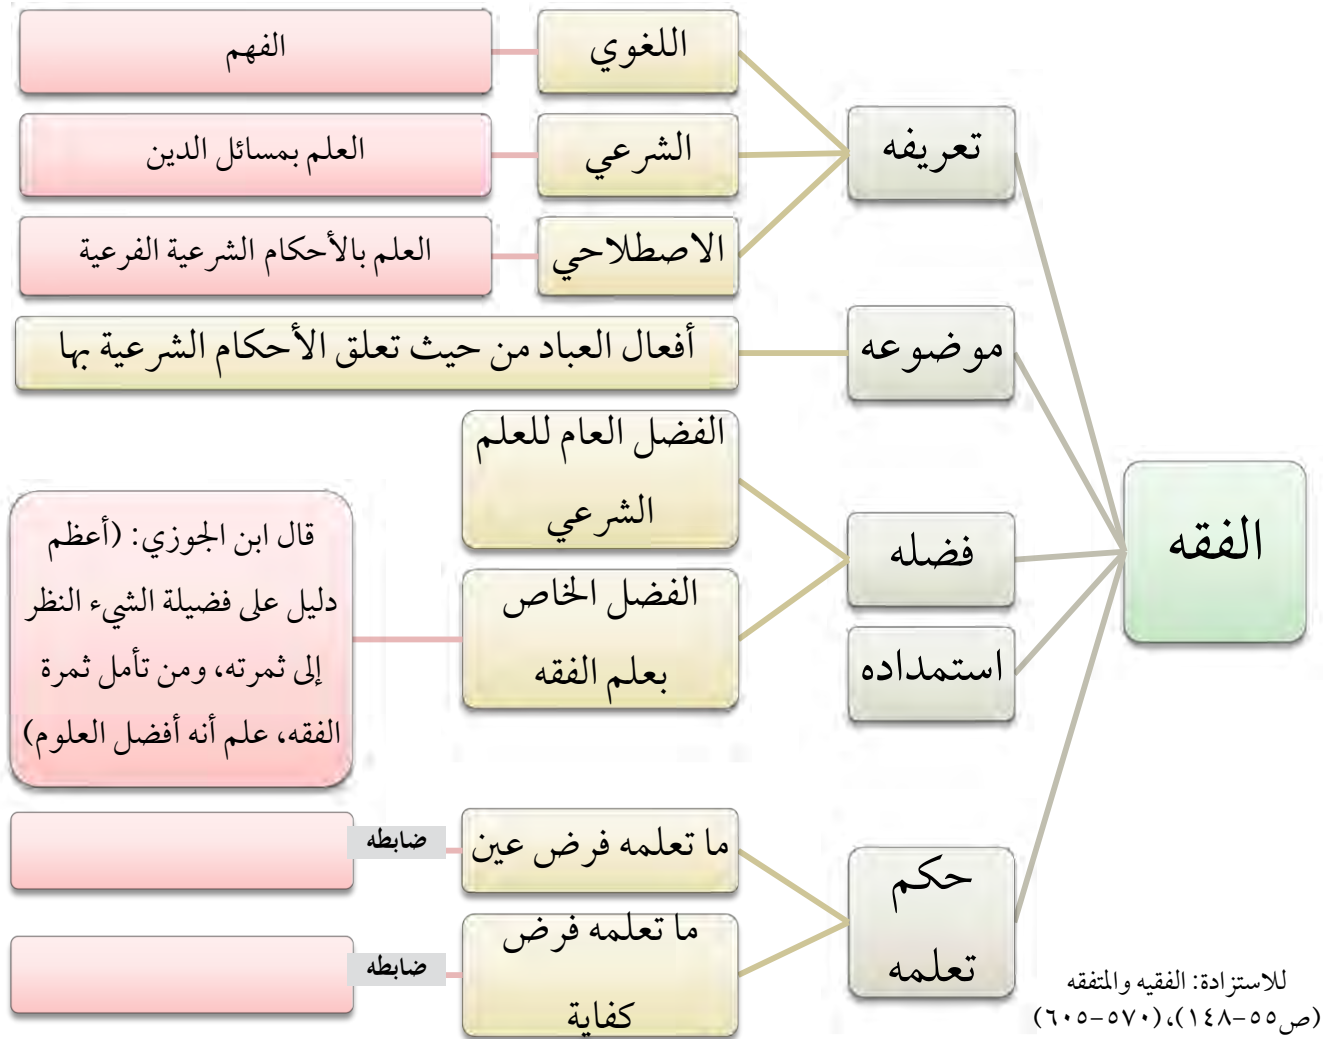 الفقه
تعريفه
اللغوي
الفهم
الشرعي
العلم بمسائل الدين
الاصطلاحي
العلم بالأحكام الشرعية الفرعية
موضوعه
أفعال العباد من حيث تعلق الأحكام الشرعية بها
فضله
الفضل العام للعلم
الشرعي
الفضل الخاص
بعلم الفقه
قال ابن الجوزي: (أعظم
دليل على فضيلة الشيء النظر
إلى ثمرته، ومن تأمل ثمرة
الفقه، علم أنه أفضل العلوم)
استمداده
حكم
تعلمه
ما تعلمه فرض عين
ضابطه
ما تعلمه فرض
كفاية
ضابطه
للاستزادة: الفقيه والمتفقه
(ص٥٥-١٤٨)، (٥٧٠-٦٠٥)